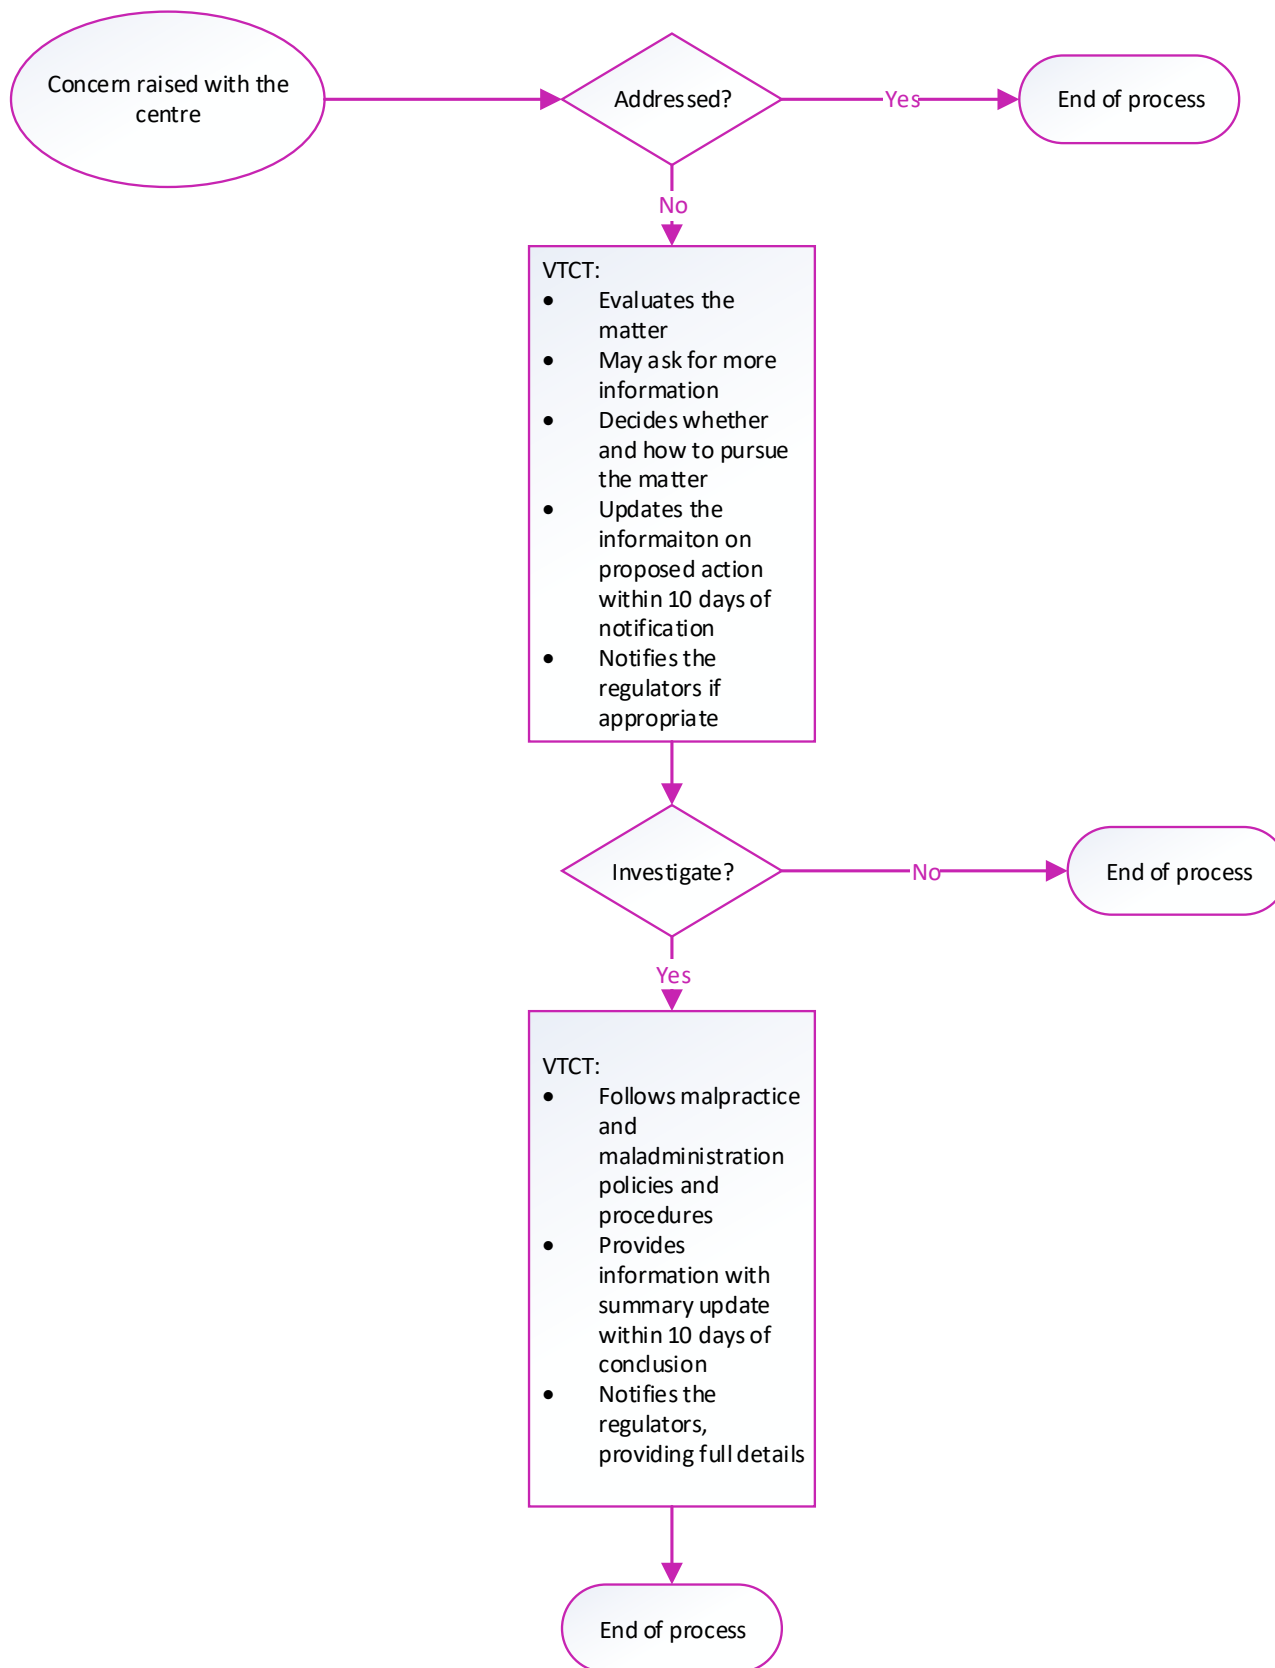 Concern raised with the
centre
Addressed?
Yes
End of process
No
VTCT:
• Evaluates the
matter
• May ask for more
information
• Decides whether
and how to pursue
the matter
• Updates the
informaiton on
proposed action
within 10 days of
notification
• Notifies the
regulators if
appropriate
Investigate?
No
End of process
Yes
VTCT:
• Follows malpractice
and
maladministration
policies and
procedures
• Provides
information with
summary update
within 10 days of
conclusion
• Notifies the
regulators,
providing full details
End of process